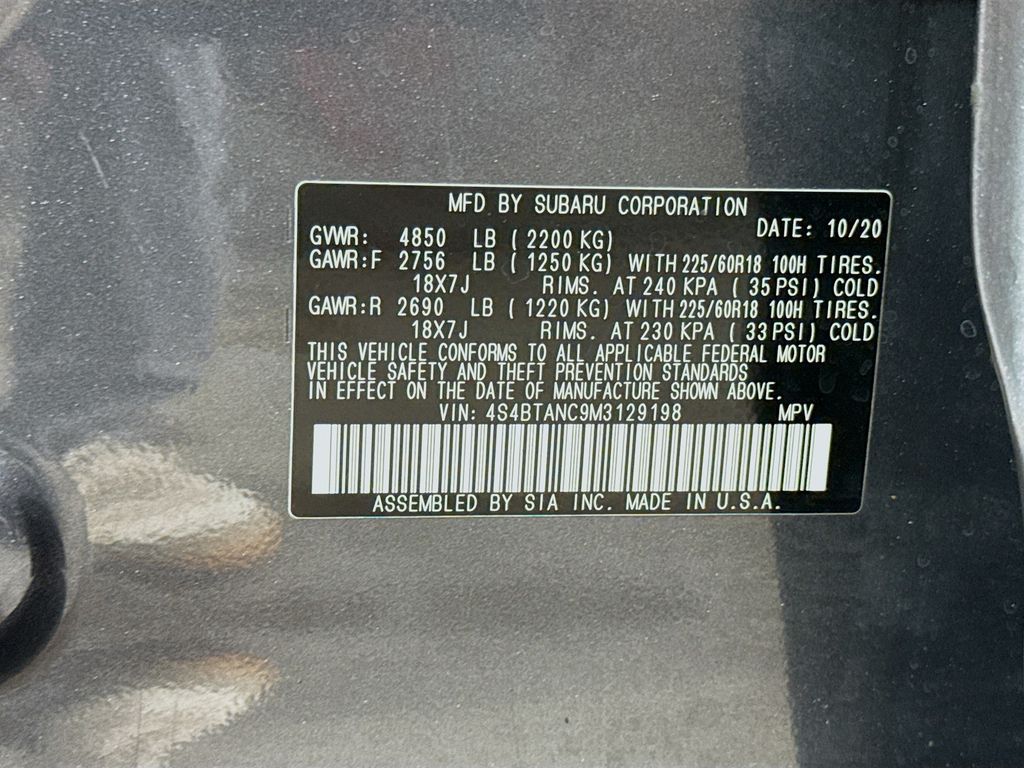 MFD BY SUBARU CORPORATION
DATE: 10/20
GVWR: 4850 LB ( 2200 KG)
GAWR:F 2756 LB ( 1250 KG) WITH 225/60R18 100H TIRES.
18X7J RIMS. AT 240 KPA ( 35 PSI) COLD
GAWR:R 2690 LB ( 1220 KG) WITH 225/60R18 100H TIRES.
18X7J RIMS. AT 230 KPA ( 33 PSI) COLD
THIS VEHICLE CONFORMS TO ALL APPLICABLE FEDERAL MOTOR
VEHICLE SAFETY AND THEFT PREVENTION STANDARDS
IN EFFECT ON THE DATE OF MANUFACTURE SHOWN ABOVE.
VIN: 4S4BTANC9M3129198 MPV
ASSEMBLED BY SIA INC. MADE IN U.S.A.